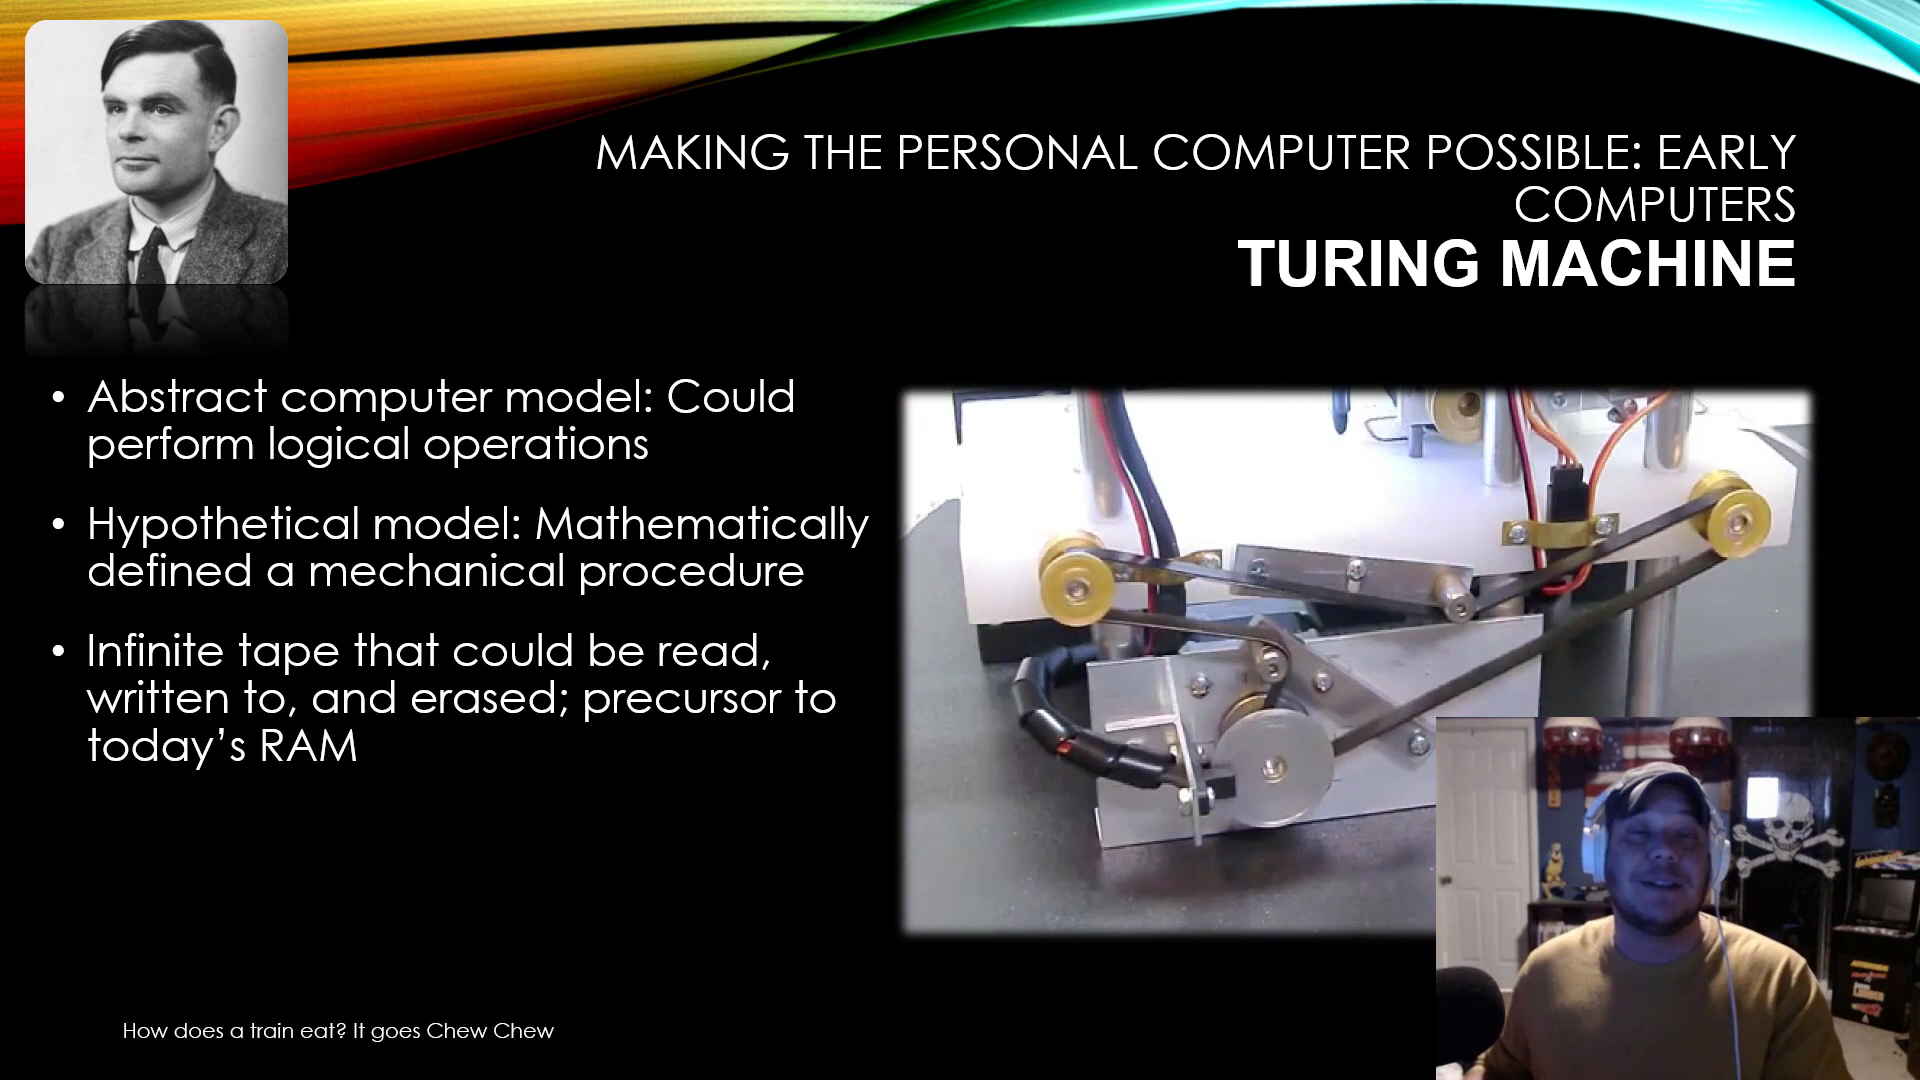 MAKING THE PERSONAL COMPUTER POSSIBLE: EARLY
COMPUTERS
TURING MACHINE
• Abstract computer model: Could
perform logical operations
• Hypothetical model: Mathematically
defined a mechanical procedure
• Infinite tape that could be read,
written to, and erased; precursor to
today’s RAM
How does a train eat? It goes Chew Chew